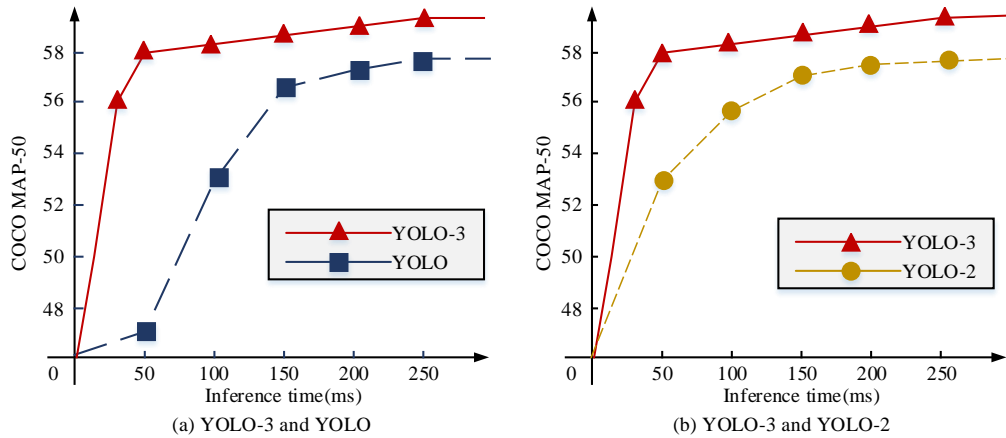 COCO MAP-50
58
56
54
52
50
48
0
50
100
150
200
250
Inference time(ms)
YOLO-3
YOLO
(a) YOLO-3 and YOLO
COCO MAP-50
58
56
54
52
50
48
0
50
100
150
200
250
Inference time(ms)
YOLO-3
YOLO-2
(b) YOLO-3 and YOLO-2